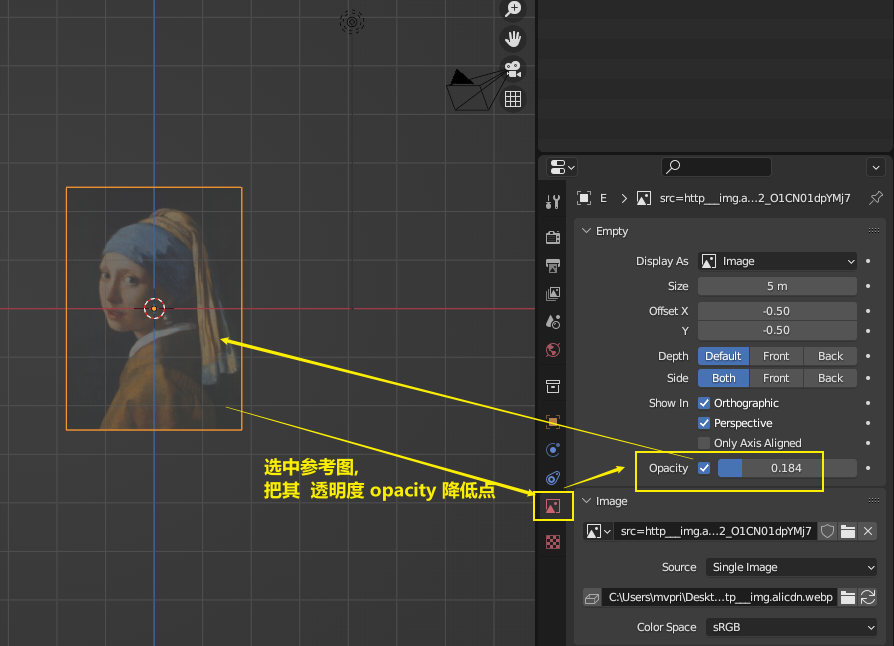 E
src=http___img.a...2_O1CN01dpYMj7
Empty
Display As
Image
Size
5 m
Offset X
-0.50
Y
-0.50
Depth
Default Front Back
Side
Both Front Back
Show In
Orthographic
Perspective
Only Axis Aligned
Opacity
0.184
选中参考图,
把其 透明度 opacity 降低点
Image
src=http___img.a...2_O1CN01dpYMj7
Source
Single Image
C:\Users\mvpri\Deskt...tp___img.alicdn.webp
Color Space
sRGB